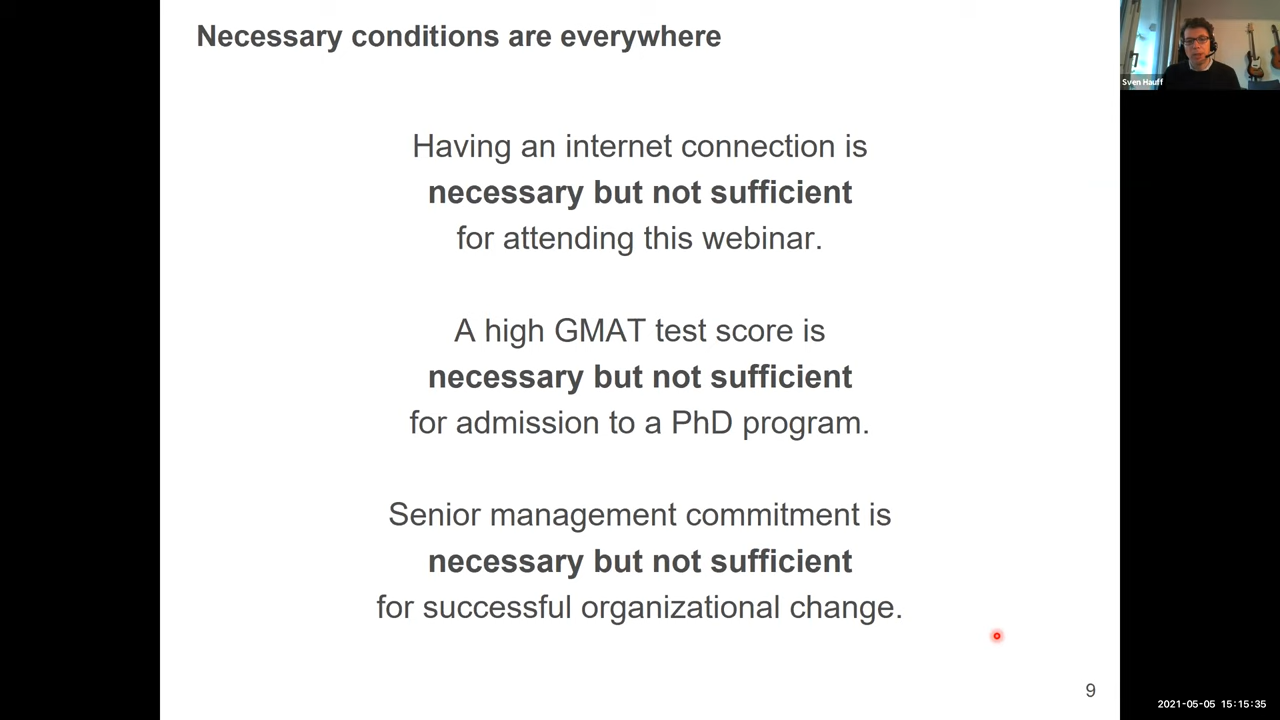 Necessary conditions are everywhere
Sven Hauff
Having an internet connection is
necessary but not sufficient
for attending this webinar.
A high GMAT test score is
necessary but not sufficient
for admission to a PhD program.
Senior management commitment is
necessary but not sufficient
for successful organizational change.
9
2021-05-05 15:15:35